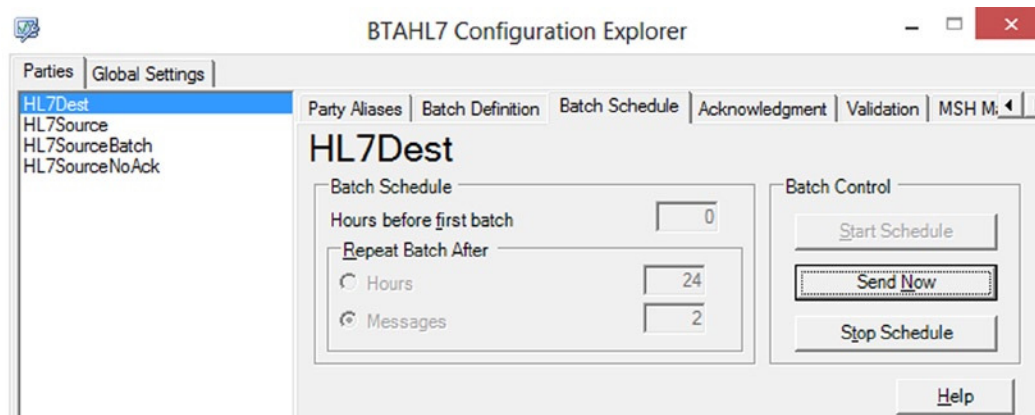 BTAHL7 Configuration Explorer
Parties Global Settings
HL7Dest
HL7Source
HL7SourceBatch
HL7SourceNoAck
Party Aliases Batch Definition Batch Schedule Acknowledgment Validation MSH
HL7Dest
Batch Schedule
Hours before first batch 0
Repeat Batch After
Hours 24
Messages 2
Batch Control
Start Schedule
Send Now
Stop Schedule
Help